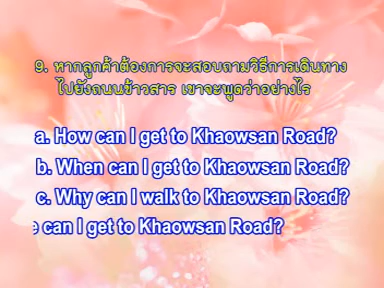 9. หากลูกค้าต้องการจะสอบถามวิธีการเดินทาง
ไปยังถนนข้าวสาร เขาจะพูดว่าอย่างไร
a. How can I get to Khaowsan Road?
b. When can I get to Khaowsan Road?
c. Why can I walk to Khaowsan Road?
can I get to Khaowsan Road?